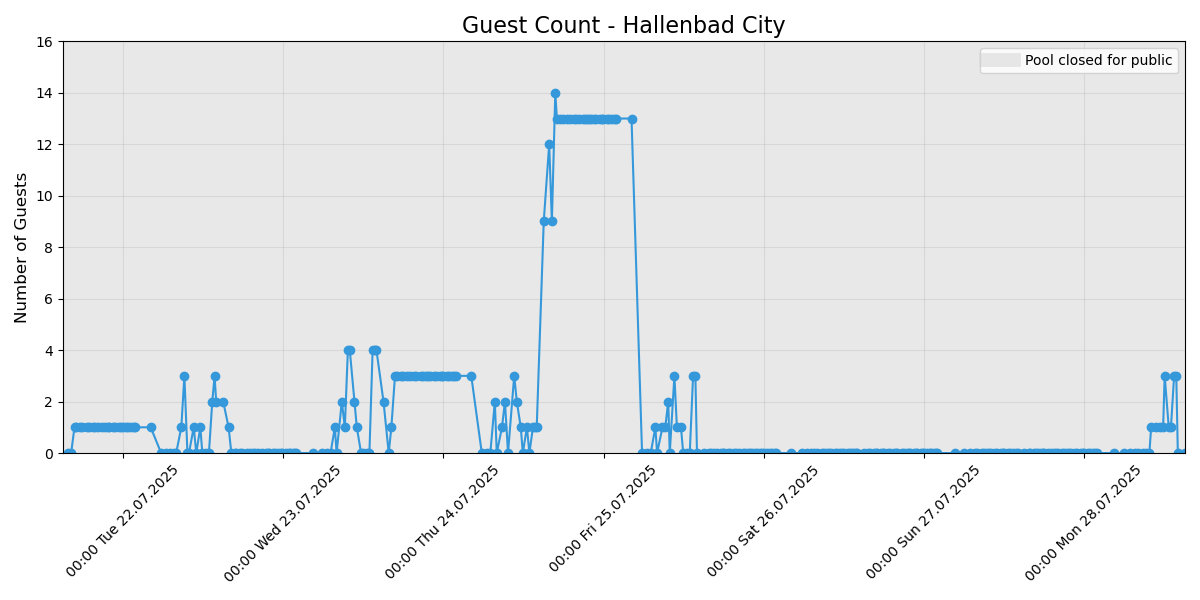 Guest Count - Hallenbad City
Pool closed for public
Number of Guests
16
14
12
10
8
6
4
2
0
00:00 Tue 22.07.2025
00:00 Wed 23.07.2025
00:00 Thu 24.07.2025
00:00 Fri 25.07.2025
00:00 Sat 26.07.2025
00:00 Sun 27.07.2025
00:00 Mon 28.07.2025